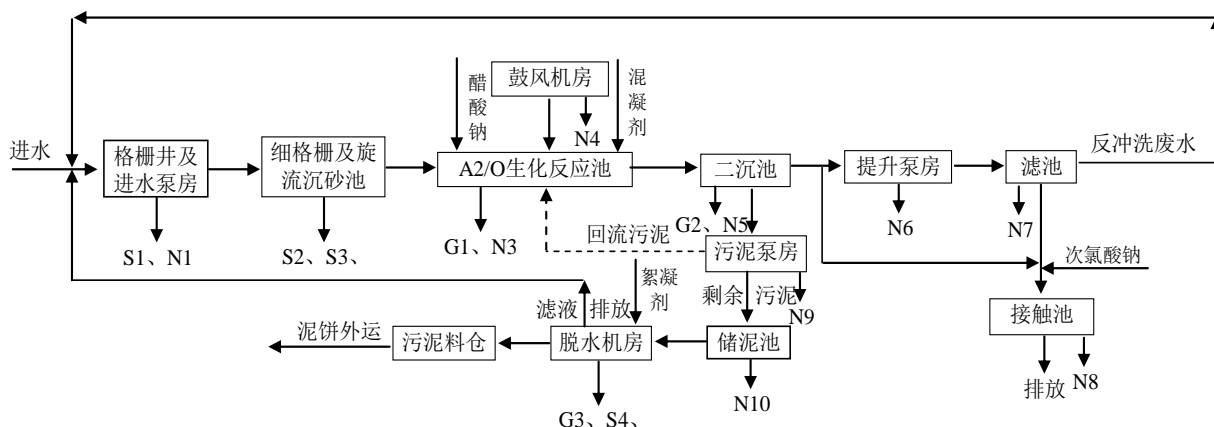 醋
酸
钠
鼓风机房
混
凝
剂
N4
进水
格栅井及
进水泵房
细格栅及旋
流沉砂池
A2/O生化反应池
二沉池
提升泵房
滤池
反冲洗废水
S1、N1
S2、S3、
G1、N3
G2、N5
N6
N7
回流污泥
污泥泵房
次氯酸钠
絮凝
剂
剩余
污泥
N9
滤液
排放
泥饼外运
污泥料仓
脱水机房
储泥池
接触池
N10
G3、S4、
排放
N8